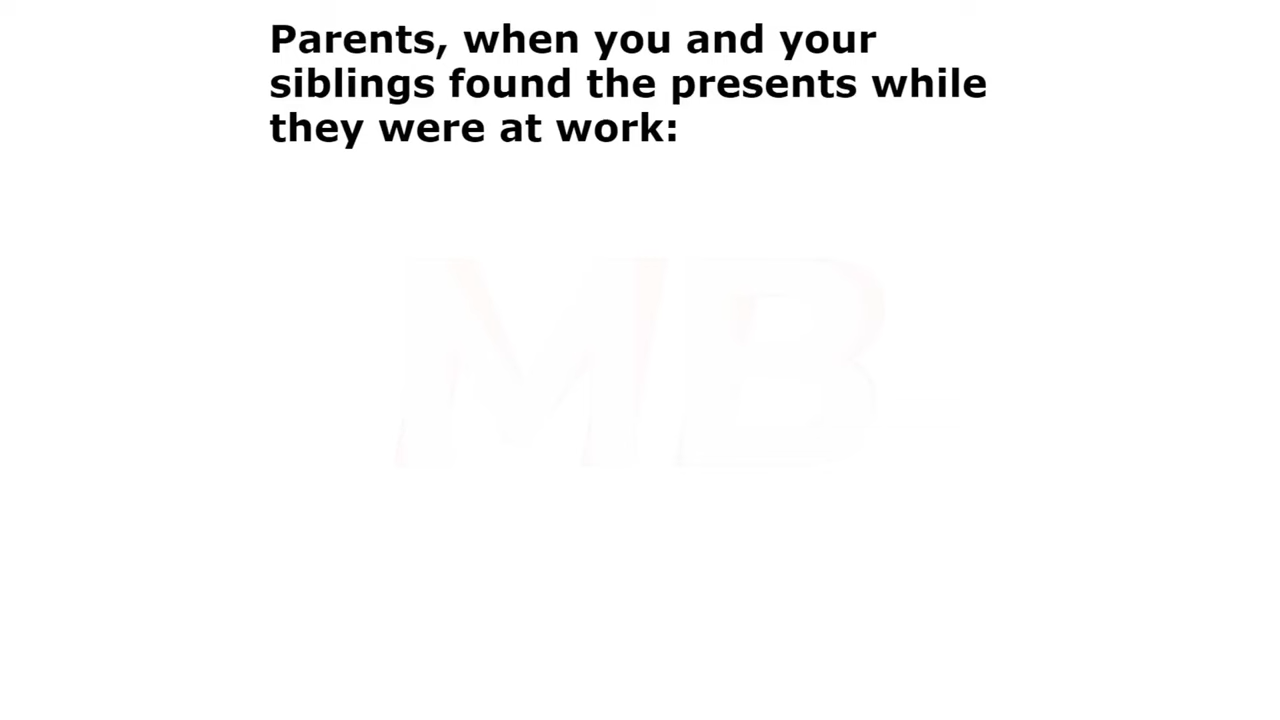 Parents, when you and your
siblings found the presents while
they were at work:
MB